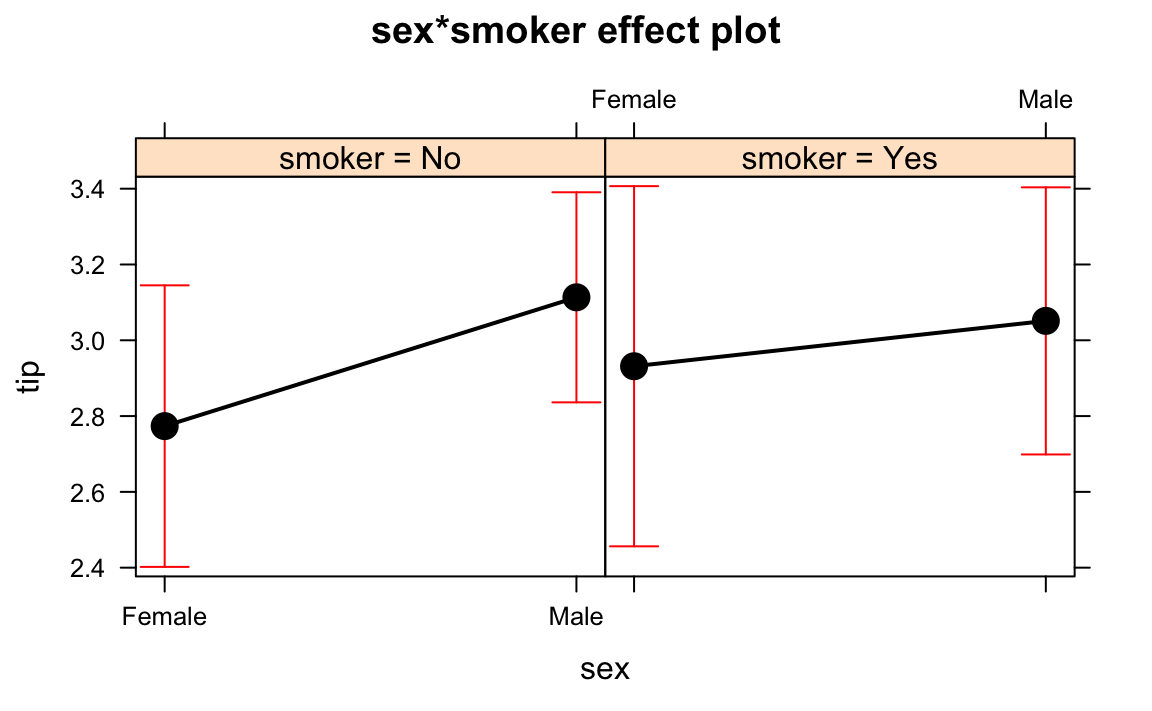 sex*smoker effect plot
Female Male
smoker = No smoker = Yes
3.4
3.2
3.0
2.8
2.6
2.4
tip
Female Male
sex